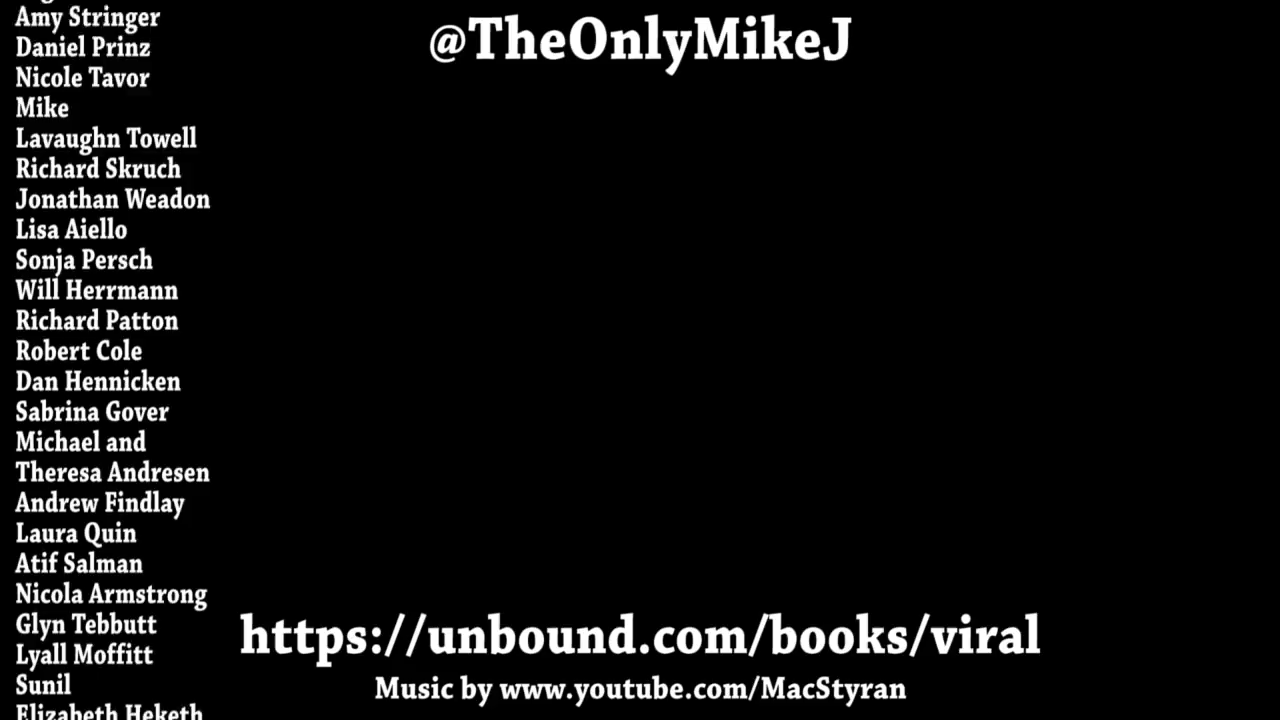 Amy Stringer
Daniel Prinz
Nicole Tavor
Mike
Lavaughn Towell
Richard Skruch
Jonathan Weadon
Lisa Aiello
Sonja Persch
Will Herrmann
Richard Patton
Robert Cole
Dan Hennicken
Sabrina Gover
Michael and
Theresa Andresen
Andrew Findlay
Laura Quin
Atif Salman
Nicola Armstrong
Glyn Tebbutt
Lyall Moffitt
Sunil
Elizabeth Heketh
@TheOnlyMikeJ
https://unbound.com/books/viral
Music by www.youtube.com/MacStyran